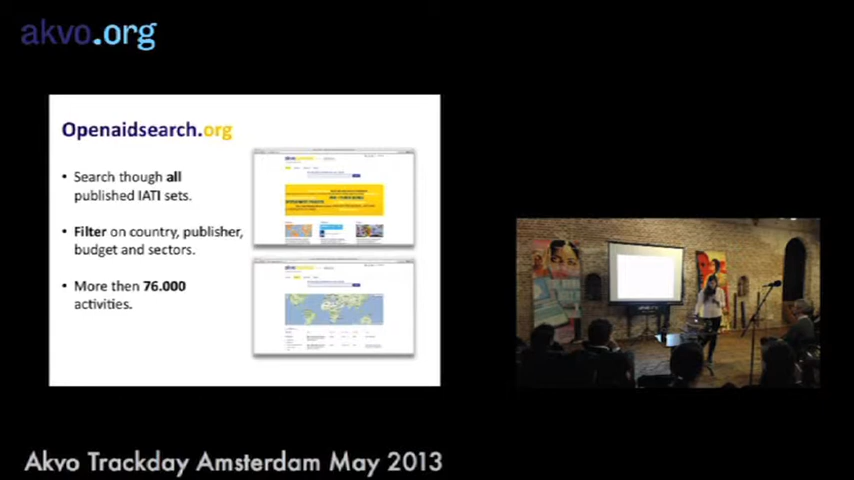 akvo.org
Openaidsearch.org
• Search though all
published IATI sets.
• Filter on country, publisher,
budget and sectors.
• More then 76.000
activities.
Akvo Trackday Amsterdam May 2013